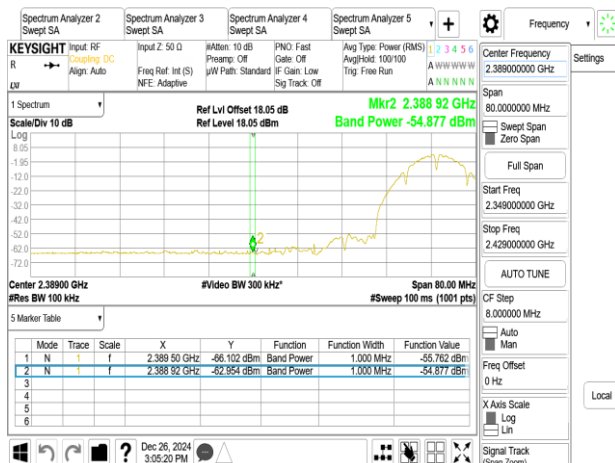 Spectrum Analyzer 2
Swept SA
Spectrum Analyzer 3
Swept SA
Spectrum Analyzer 4
Swept SA
Spectrum Analyzer 5
Swept SA
+
Frequency
KEYSIGHT
R
Input: RF
Coupling: DC
Align: Auto
Input Z: 50 Ω
Freq Ref: Int (S)
NFE: Adaptive
#Atten: 10 dB
Preamp: Off
µW Path: Standard
PNO: Fast
Gate: Off
IF Gain: Low
Sig Track: Off
Avg Type: Power (RMS)
Avg|Hold: 100/100
Trig: Free Run
1 2 3 4 5 6
A W W W W W
A N N N N N
1 Spectrum
Scale/Div 10 dB
Ref Lvl Offset 18.05 dB
Ref Level 18.05 dBm
Mkr2 2.388 92 GHz
Band Power -54.877 dBm
Log
8.05
-1.95
-12.0
-22.0
-32.0
-42.0
-52.0
-62.0
-72.0
2
Center 2.38900 GHz
#Res BW 100 kHz
#Video BW 300 kHz*
Span 80.00 MHz
#Sweep 100 ms (1001 pts)
5 Marker Table
Mode Trace Scale X Y Function Function Width Function Value
1 N 1 f 2.389 50 GHz -66.102 dBm Band Power 1.000 MHz -55.762 dBm
2 N 1 f 2.388 92 GHz -62.954 dBm Band Power 1.000 MHz -54.877 dBm
3
4
5
6
?
Dec 26, 2024
3:05:20 PM
Center Frequency
2.389000000 GHz
Span
80.0000000 MHz
Swept Span
Zero Span
Full Span
Start Freq
2.349000000 GHz
Stop Freq
2.429000000 GHz
AUTO TUNE
CF Step
8.000000 MHz
Auto
Man
Freq Offset
0 Hz
X Axis Scale
Log
Lin
Signal Track
(Span Zoom)
Settings
Local